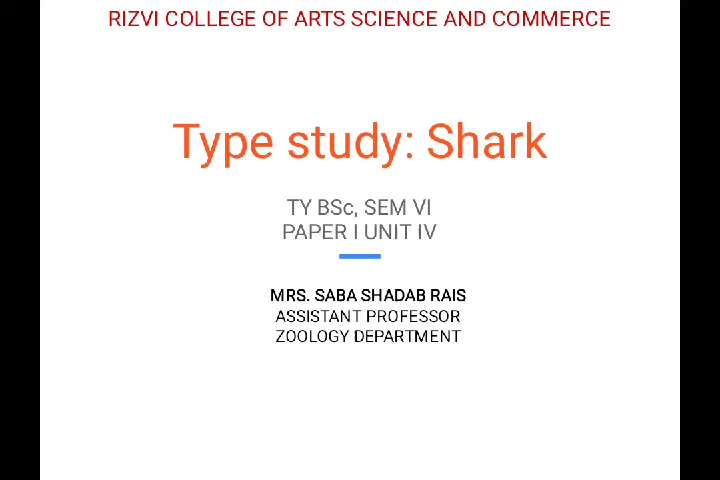 RIZVI COLLEGE OF ARTS SCIENCE AND COMMERCE
Type study: Shark
TY BSc, SEM VI
PAPER I UNIT IV
MRS. SABA SHADAB RAIS
ASSISTANT PROFESSOR
ZOOLOGY DEPARTMENT